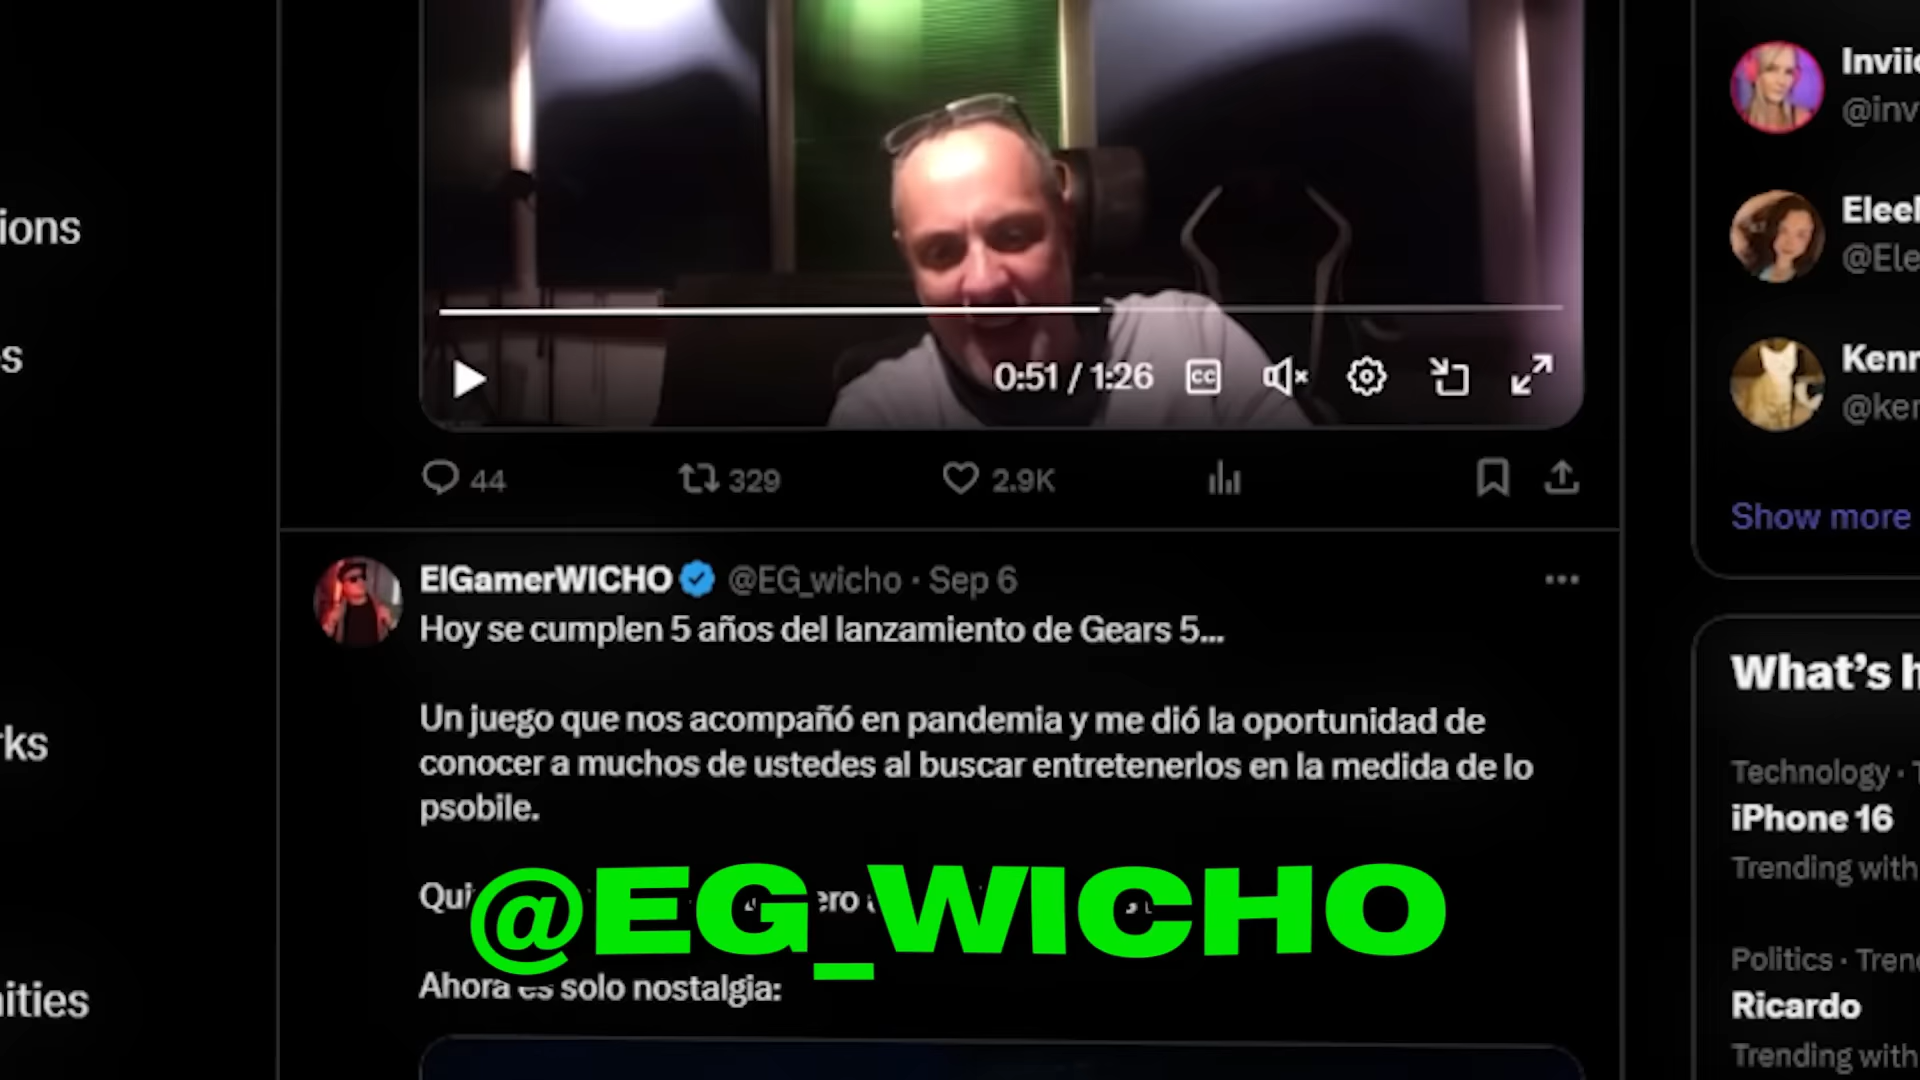 ions
s
rks
ities
0:51 / 1:26
CC
44
329
2.9K
ElGamerWICHO @EG_wicho · Sep 6
Hoy se cumplen 5 años del lanzamiento de Gears 5...
Un juego que nos acompañó en pandemia y me dió la oportunidad de
conocer a muchos de ustedes al buscar entretenerlos en la medida de lo
psobile.
@EG_WICHO
Ahora es solo nostalgia:
@inv
@Ele
Kenn
@ken
Show more
What's h
Technology · T
iPhone 16
Trending with
Politics · Tren
Ricardo
Trending with